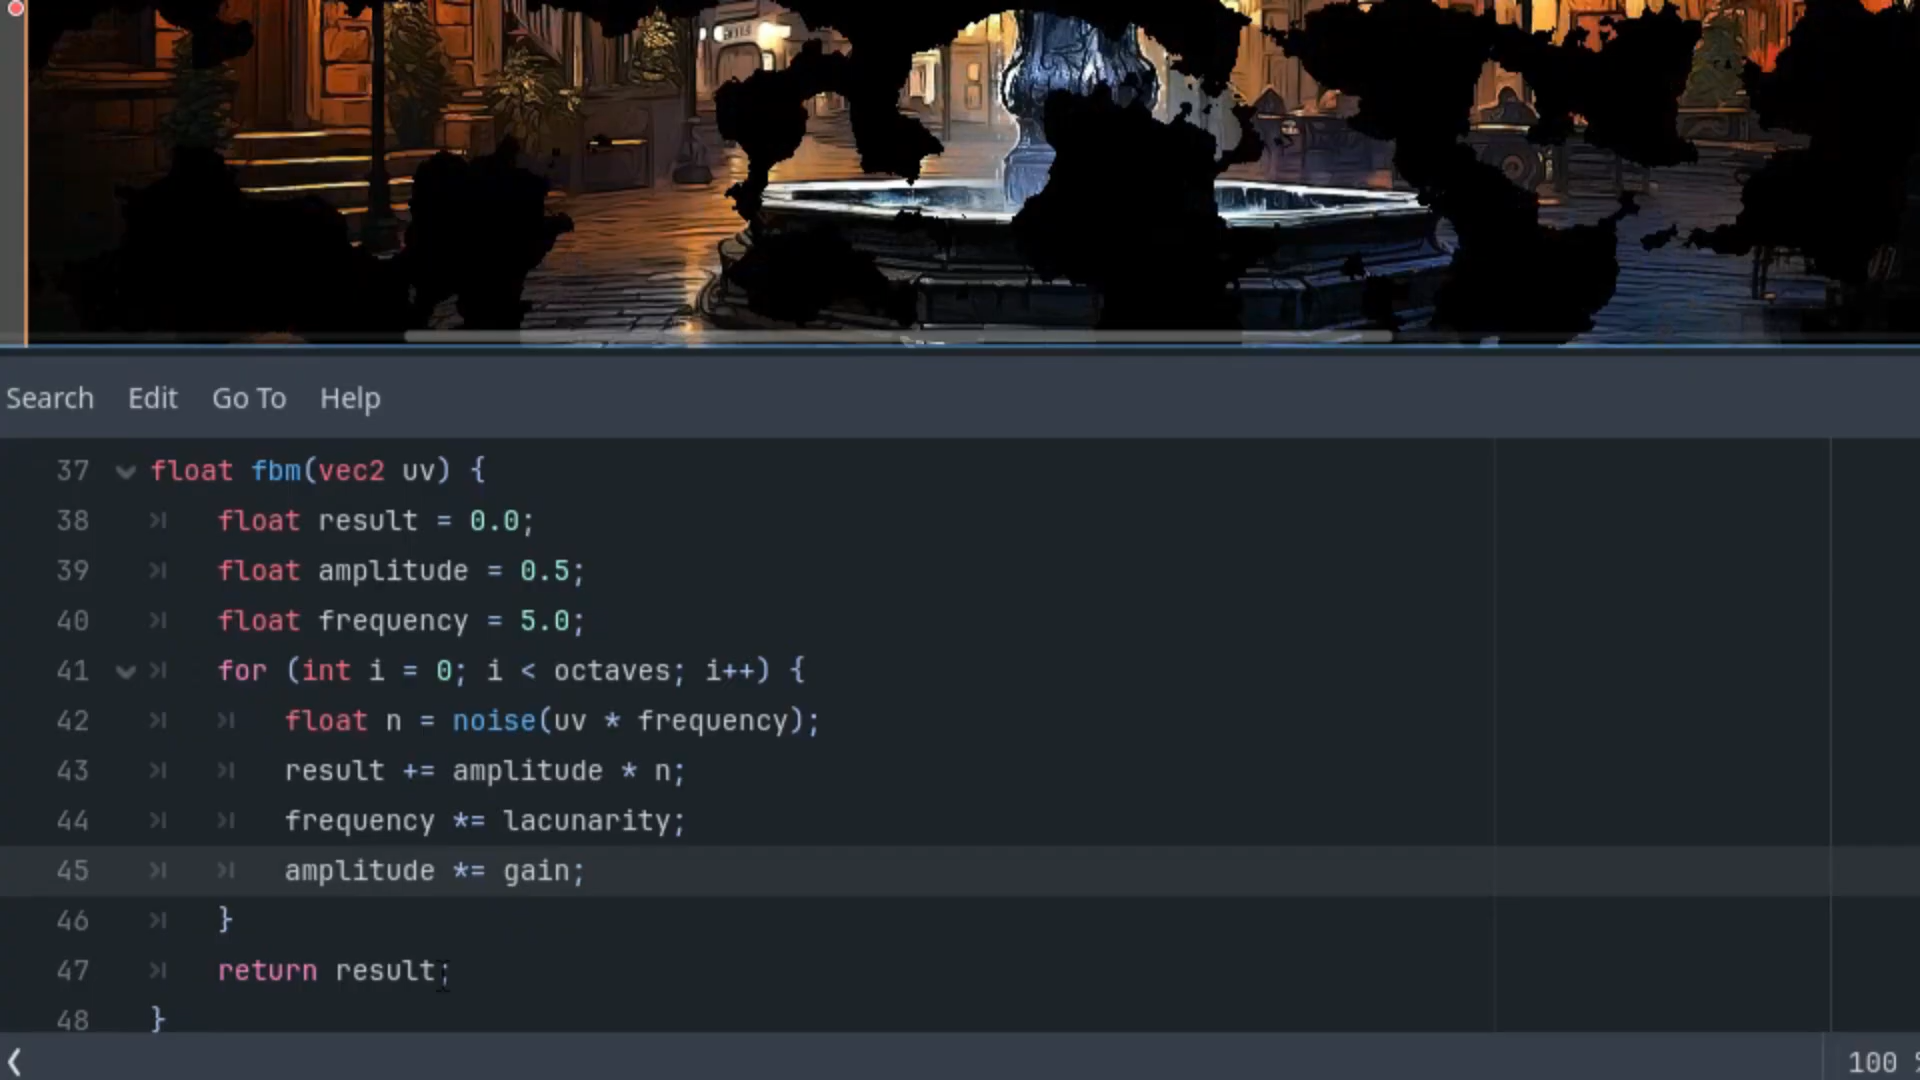 Search Edit Go To Help
37 float fbm(vec2 uv) {
38 float result = 0.0;
39 float amplitude = 0.5;
40 float frequency = 5.0;
41 for (int i = 0; i < octaves; i++) {
42 float n = noise(uv * frequency);
43 result += amplitude * n;
44 frequency *= lacunarity;
45 amplitude *= gain;
46 }
47 return result;
48 }
100 %